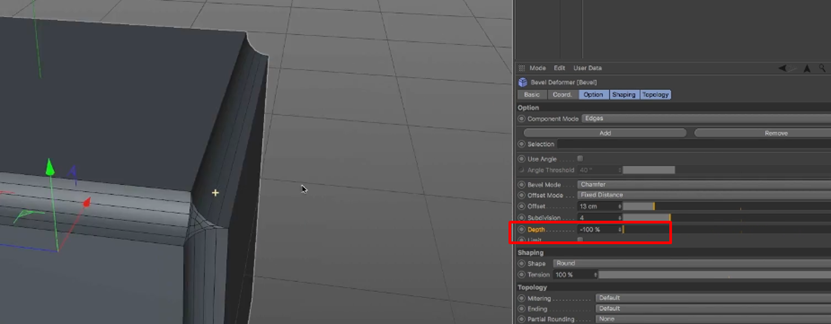 Mode Edit User Data
Bevel Deformer [Bevel]
Basic Coord. Option Shaping Topology
Option
Component Mode Edges
Add Remove
Selection
Use Angle
Angle Threshold 40 °
Bevel Mode Chamfer
Offset Mode Fixed Distance
Offset 13 cm
Subdivision 4
Depth -100 %
Limit
Shaping
Shape Round
Tension 100 %
Topology
Mitering Default
Ending Default
Partial Rounding None